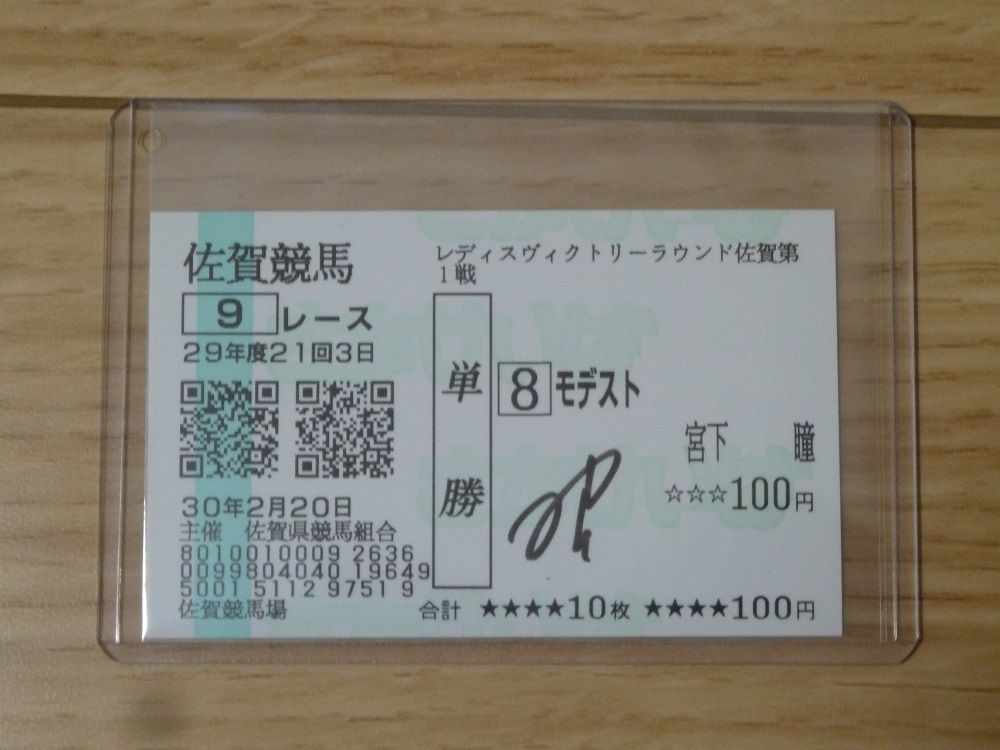 佐賀競馬
9レース
29年度21回3日
30年2月20日
主催 佐賀県競馬組合
8010010009 2636
0099804040 19649
5001 5112 9751 9
佐賀競馬場
レディスヴィクトリーラウンド佐賀第
1戦
単勝
8 モデスト
宮下 瞳
☆☆☆100円
合計 ★★★★10枚 ★★★★100円